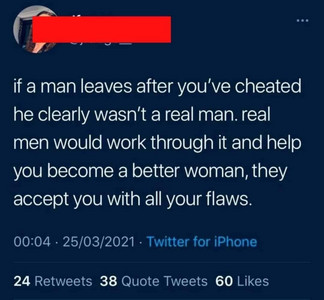 if a man leaves after you've cheated
he clearly wasn't a real man. real
men would work through it and help
you become a better woman, they
accept you with all your flaws.
00:04 · 25/03/2021 · Twitter for iPhone
24 Retweets 38 Quote Tweets 60 Likes